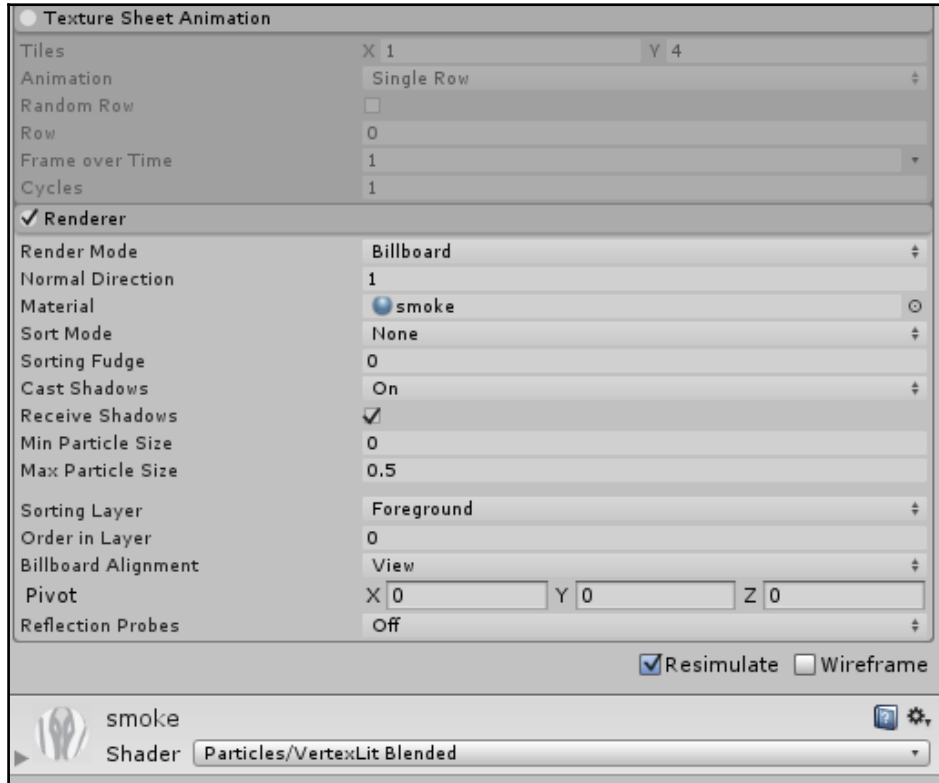 Texture Sheet Animation
Tiles X 1 Y 4
Animation Single Row
Random Row
Row 0
Frame over Time 1
Cycles 1
Renderer
Render Mode Billboard
Normal Direction 1
Material smoke
Sort Mode None
Sorting Fudge 0
Cast Shadows On
Receive Shadows
Min Particle Size 0
Max Particle Size 0.5
Sorting Layer Foreground
Order in Layer 0
Billboard Alignment View
Pivot X 0 Y 0 Z 0
Reflection Probes Off
Resimulate Wireframe
smoke
Shader Particles/VertexLit Blended